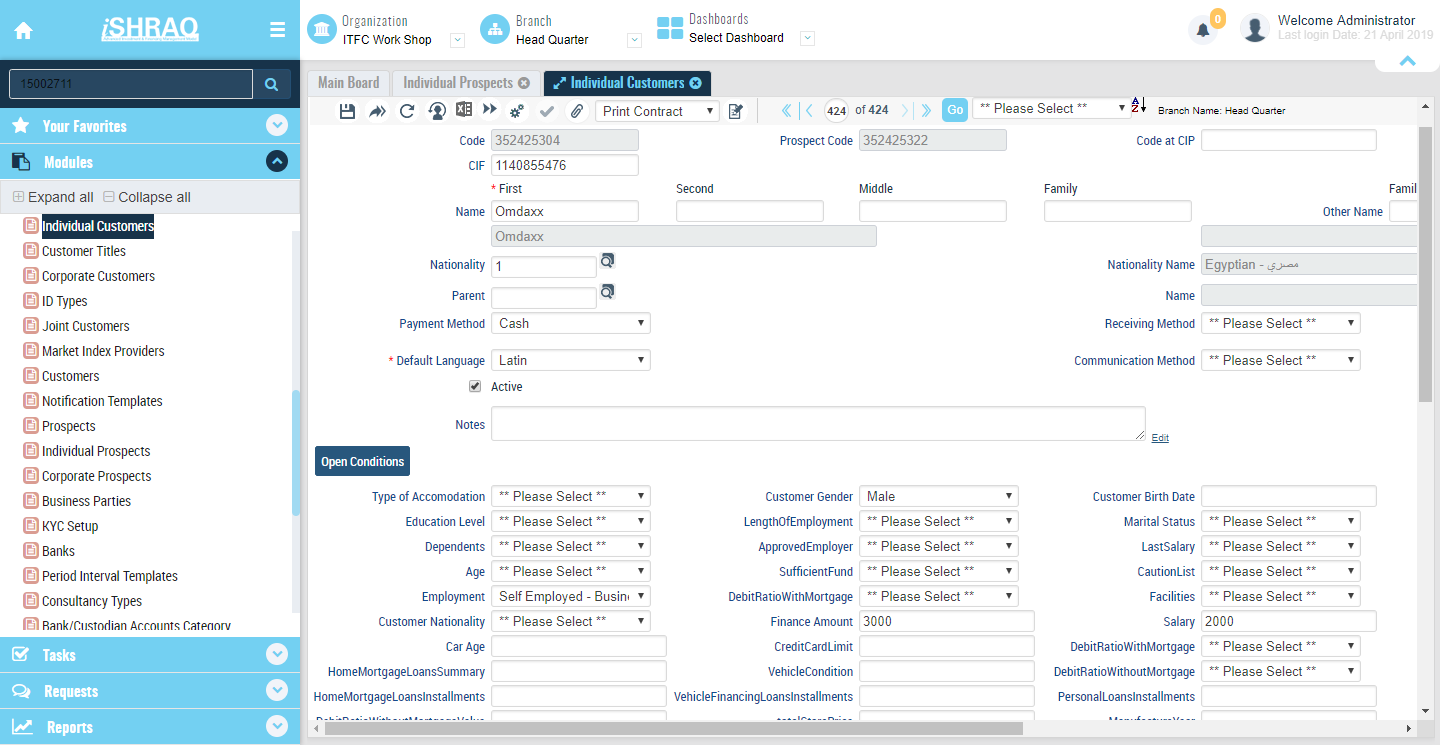 iSHRAQ
Organization
ITFC Work Shop
Branch
Head Quarter
Dashboards
Select Dashboard
0
Welcome Administrator
Last login Date: 21 April 2019
15002711
Your Favorites
Modules
Expand all
Collapse all
Individual Customers
Customer Titles
Corporate Customers
ID Types
Joint Customers
Market Index Providers
Customers
Notification Templates
Prospects
Individual Prospects
Corporate Prospects
Business Parties
KYC Setup
Banks
Period Interval Templates
Consultancy Types
Bank/Custodian Accounts Category
Tasks
Requests
Reports
Main Board
Individual Prospects
Individual Customers
Print Contract
424 of 424
Go
** Please Select **
Branch Name: Head Quarter
Code 352425304 Prospect Code 352425322 Code at CIP
CIF 1140855476
* First Second Middle Family Famil
Name Omdaxx Other Name
Omdaxx
Nationality 1 Nationality Name Egyptian - مصري
Parent Name
Payment Method Cash Receiving Method ** Please Select **
* Default Language Latin Communication Method ** Please Select **
Active
Notes Edit
Open Conditions
Type of Accomodation ** Please Select ** Customer Gender Male Customer Birth Date
Education Level ** Please Select ** LengthOfEmployment ** Please Select ** Marital Status ** Please Select **
Dependents ** Please Select ** ApprovedEmployer ** Please Select ** LastSalary ** Please Select **
Age ** Please Select ** SufficientFund ** Please Select ** CautionList ** Please Select **
Employment Self Employed - Busin DebitRatioWithMortgage ** Please Select ** Facilities ** Please Select **
Customer Nationality ** Please Select ** Finance Amount 3000 Salary 2000
Car Age CreditCardLimit DebitRatioWithMortgage ** Please Select **
HomeMortgageLoansSummary VehicleCondition DebitRatioWithoutMortgage ** Please Select **
HomeMortgageLoansInstallments VehicleFinancingLoansInstallments PersonalLoansInstallments
DebitRatioWithoutMortgageValue totalStorePrice ManufactureYear